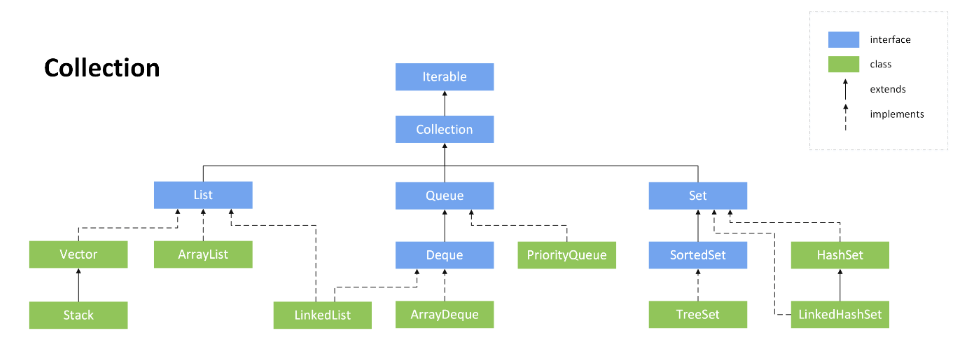 Collection
interface
class
extends
implements
Iterable
Collection
List
Queue
Set
Vector
ArrayList
Deque
PriorityQueue
SortedSet
HashSet
Stack
LinkedList
ArrayDeque
TreeSet
LinkedHashSet